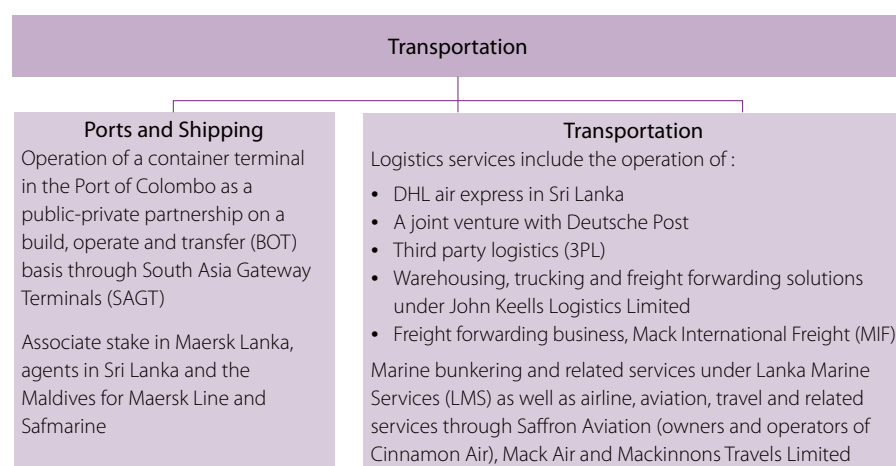 Transportation
Ports and Shipping
Operation of a container terminal
in the Port of Colombo as a
public-private partnership on a
build, operate and transfer (BOT)
basis through South Asia Gateway
Terminals (SAGT)
Associate stake in Maersk Lanka,
agents in Sri Lanka and the
Maldives for Maersk Line and
Safmarine
Transportation
Logistics services include the operation of :
• DHL air express in Sri Lanka
• A joint venture with Deutsche Post
• Third party logistics (3PL)
• Warehousing, trucking and freight forwarding solutions
under John Keells Logistics Limited
• Freight forwarding business, Mack International Freight (MIF)
Marine bunkering and related services under Lanka Marine
Services (LMS) as well as airline, aviation, travel and related
services through Saffron Aviation (owners and operators of
Cinnamon Air), Mack Air and Mackinnons Travels Limited